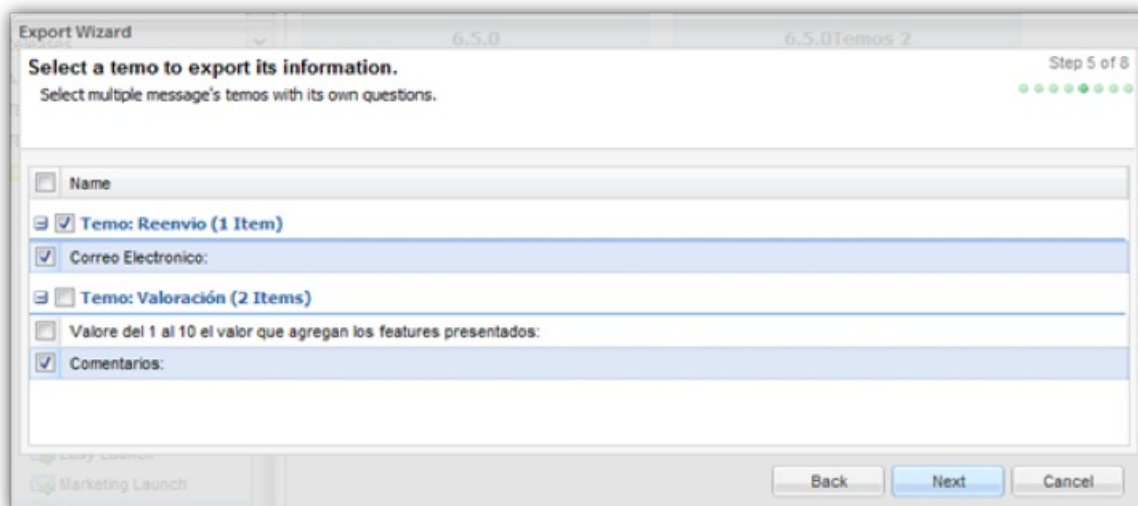 Export Wizard
6.5.0
6.5.0Temos 2
Select a temo to export its information.
Step 5 of 8
Select multiple message's temos with its own questions.
Name
Temo: Reenvio (1 Item)
Correo Electronico:
Temo: Valoración (2 Items)
Valore del 1 al 10 el valor que agregan los features presentados:
Comentarios:
Easy Launch
Marketing Launch
Back
Next
Cancel